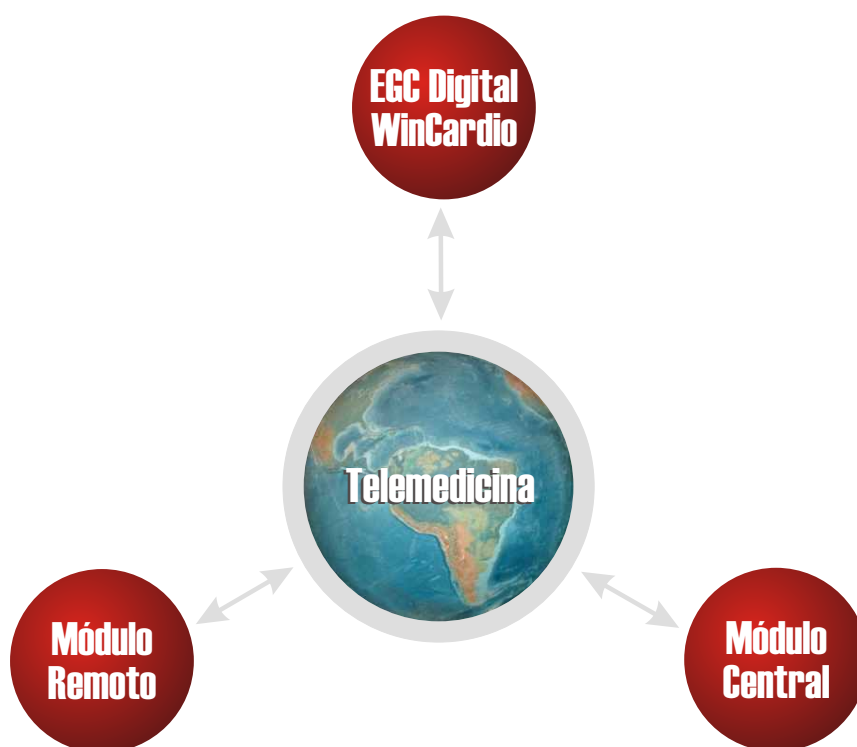 EGC Digital
WinCardio
Telemedicina
Módulo
Remoto
Módulo
Central